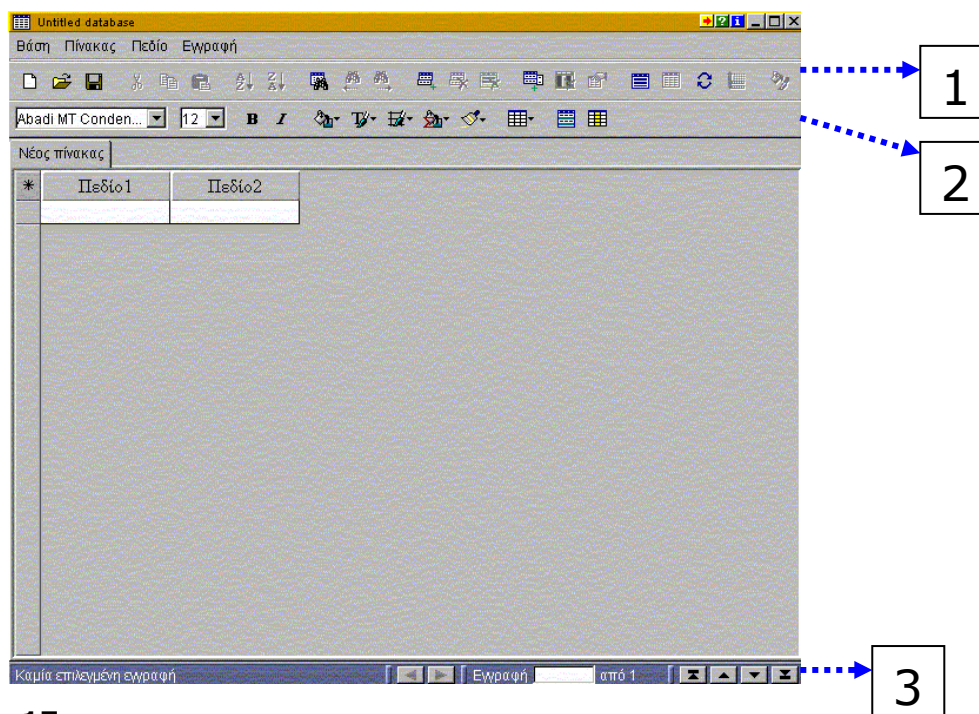 Untitled database
Βάση Πίνακας Πεδίο Εγγραφή
1
Abadi MT Conden... 12 B I
2
Νέος πίνακας
* Πεδίο1 Πεδίο2
Καμία επιλεγμένη εγγραφή Εγγραφή από 1
3